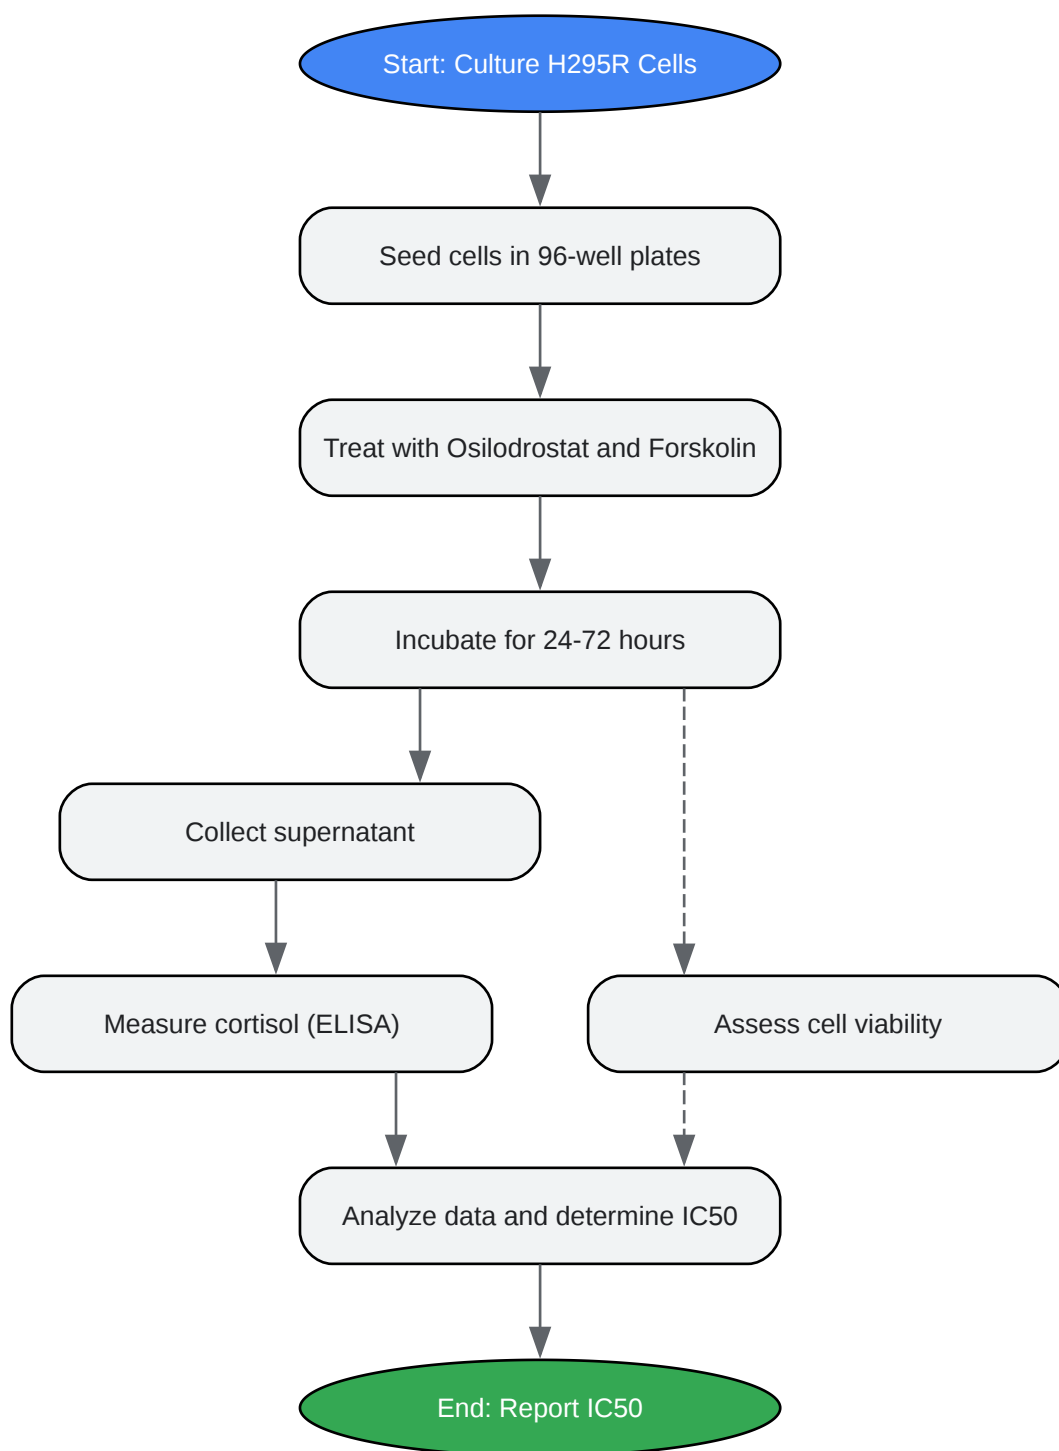 Start: Culture H295R Cells
Seed cells in 96-well plates
Treat with Osilodrostat and Forskolin
Incubate for 24-72 hours
Collect supernatant
Measure cortisol (ELISA)
Assess cell viability
Analyze data and determine IC50
End: Report IC50